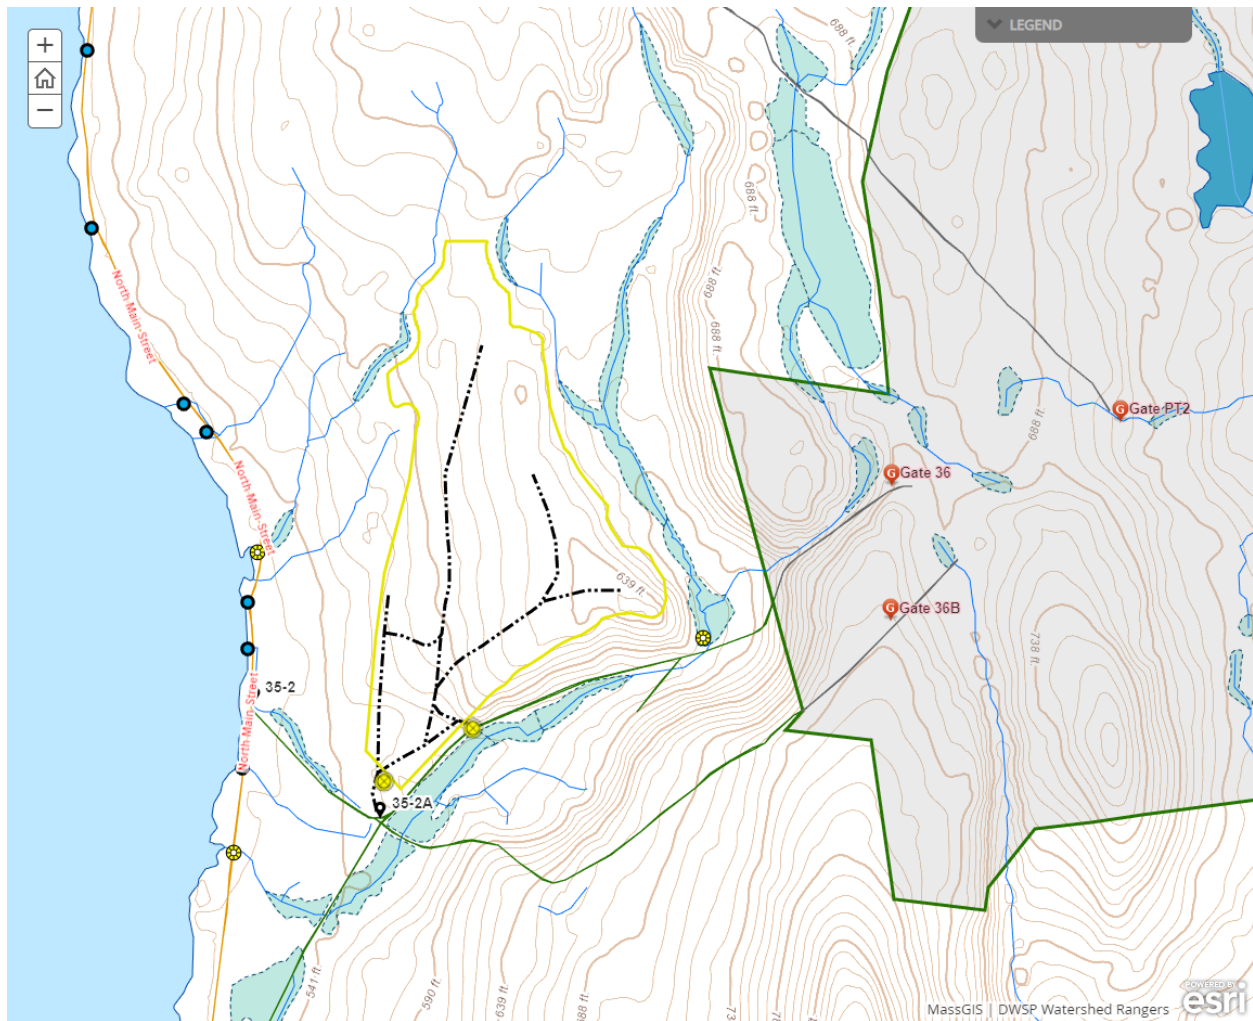 +
LEGEND
−
688 ft.
688 ft.
688 ft.
688 ft.
North Main Street
Gate PT2
688 ft
Gate 36
North Main Street
639 ft
Gate 36B
738 ft.
35-2
North Main Street
35-2A
541 ft.
590 ft.
639 ft.
688 ft.
POWERED BY
esri
MassGIS | DWSP Watershed Rangers